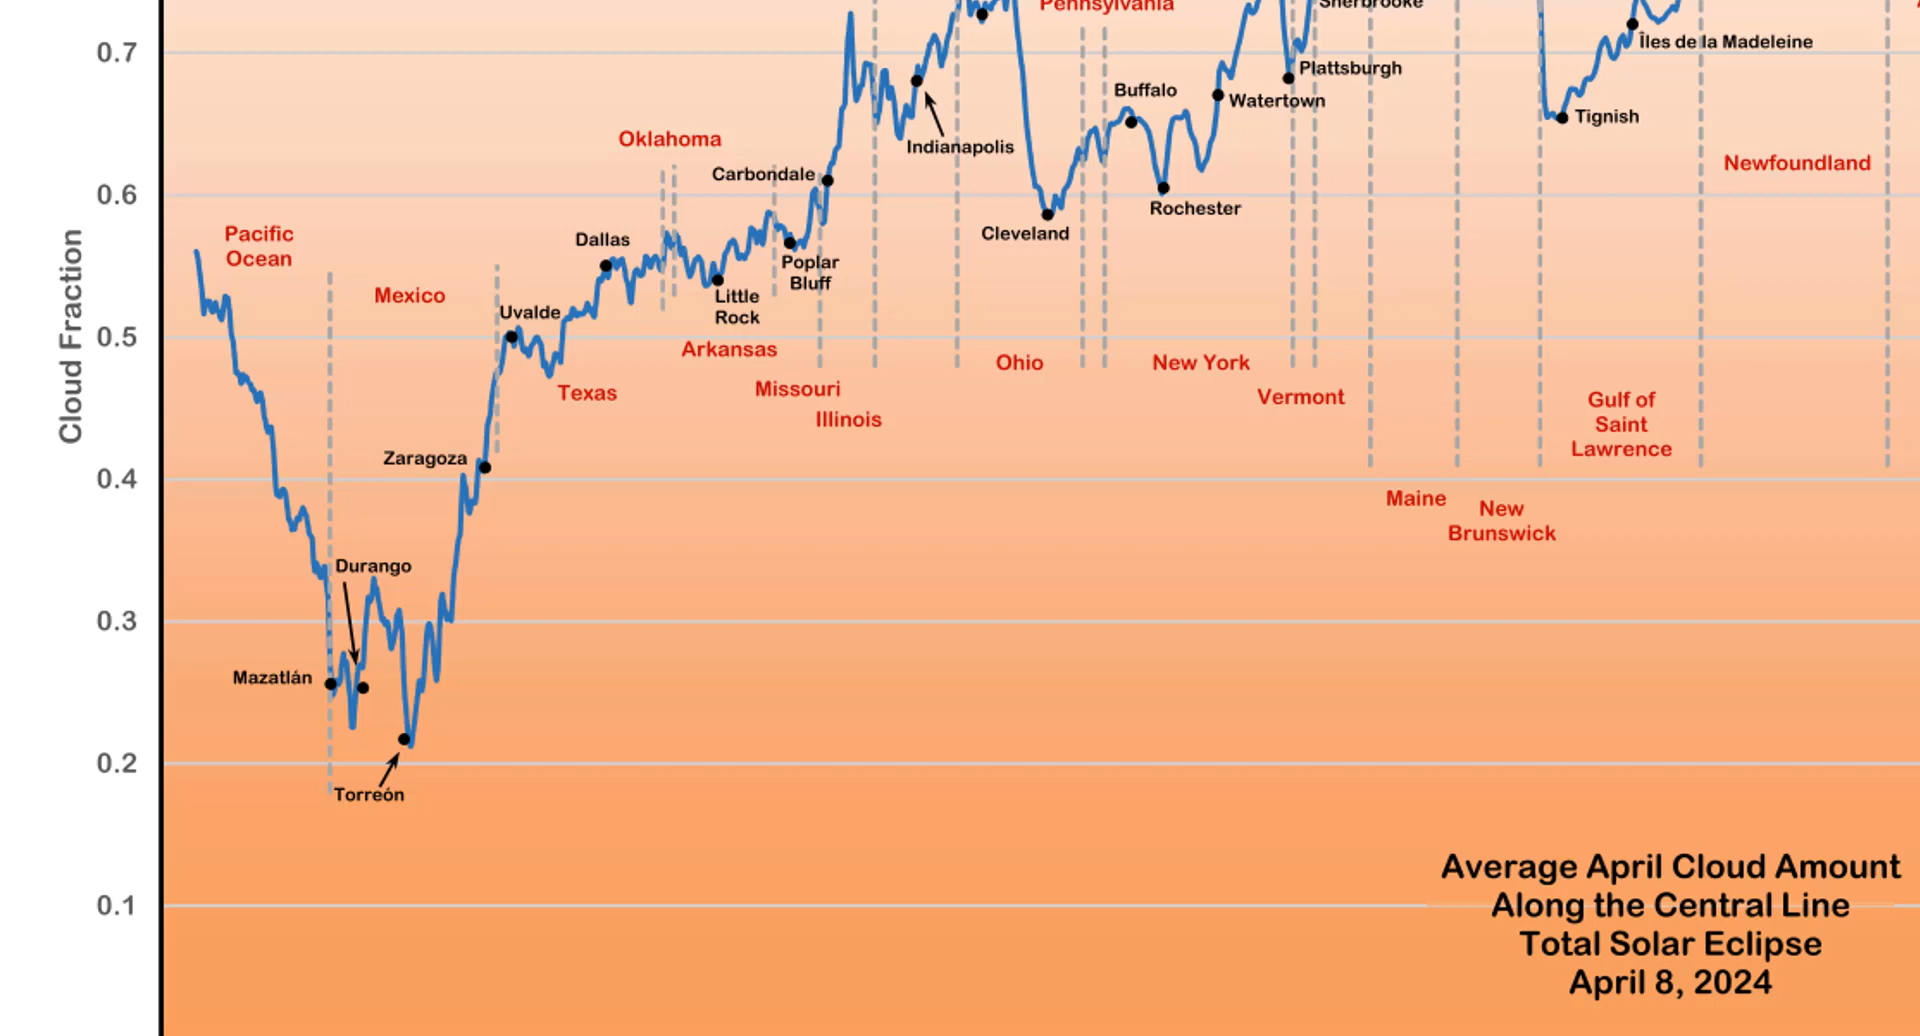 Pennsylvania
Sherbrooke
0.7
Îles de la Madeleine
Plattsburgh
Buffalo
Watertown
Tignish
Oklahoma
Indianapolis
Newfoundland
Carbondale
0.6
Rochester
Cleveland
Pacific
Ocean
Dallas
Poplar
Bluff
Mexico
Little
Rock
Uvalde
0.5
Arkansas
Ohio
New York
Texas
Missouri
Vermont
Illinois
Gulf of
Saint
Lawrence
Cloud Fraction
Zaragoza
0.4
Maine
New
Brunswick
Durango
0.3
Mazatlán
0.2
Torreón
0.1
Average April Cloud Amount
Along the Central Line
Total Solar Eclipse
April 8, 2024